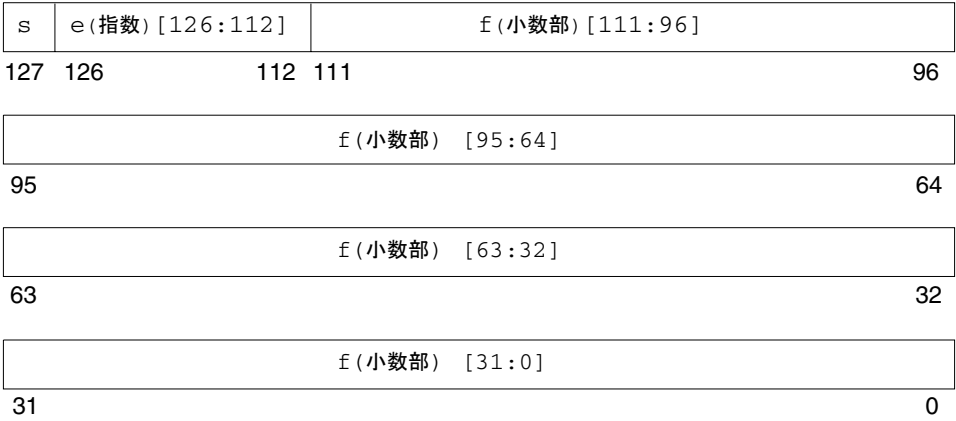 s e(指数)[126:112] f(小数部)[111:96]
127 126 112 111 96
f(小数部) [95:64]
95 64
f(小数部) [63:32]
63 32
f(小数部) [31:0]
31 0